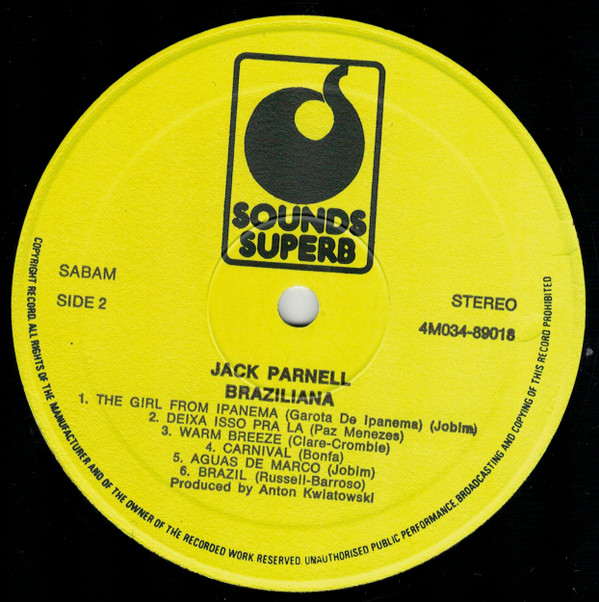 SOUNDS
SUPERB
SABAM
SIDE 2
STEREO
4M034-89018
JACK PARNELL
BRAZILIANA
1. THE GIRL FROM IPANEMA (Garota De Ipanema) (Jobim)
2. DEIXA ISSO PRA LA (Paz Menezes)
3. WARM BREEZE (Clare-Crombie)
4. CARNIVAL (Bonfa)
5. AGUAS DE MARCO (Jobim)
6. BRAZIL (Russell-Barroso)
Produced by Anton Kwiatowski
COPYRIGHT RECORD. ALL RIGHTS OF THE MANUFACTURER AND OF THE OWNER OF THE RECORDED WORK RESERVED. UNAUTHORISED PUBLIC PERFORMANCE, BROADCASTING AND COPYING OF THIS RECORD PROHIBITED